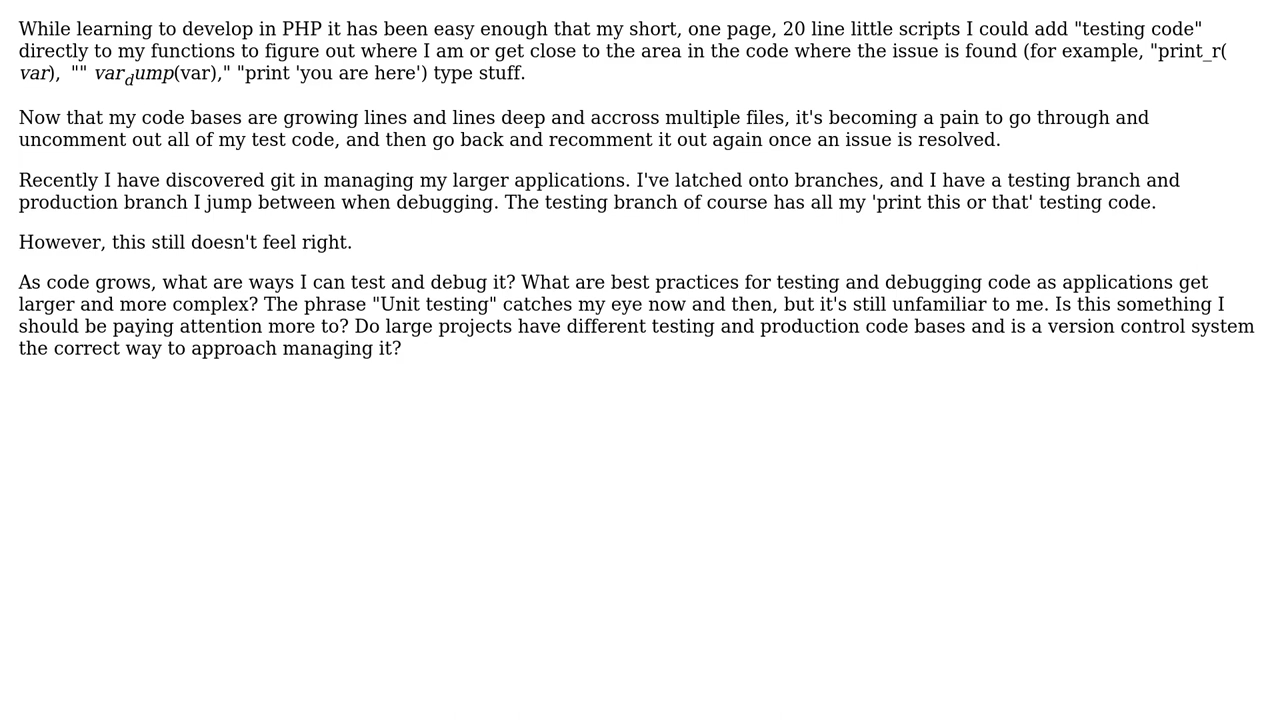 While learning to develop in PHP it has been easy enough that my short, one page, 20 line little scripts I could add "testing code"
directly to my functions to figure out where I am or get close to the area in the code where the issue is found (for example, "print_r(
var), "" var_dump(var)," "print 'you are here') type stuff.
Now that my code bases are growing lines and lines deep and accross multiple files, it's becoming a pain to go through and
uncomment out all of my test code, and then go back and recomment it out again once an issue is resolved.
Recently I have discovered git in managing my larger applications. I've latched onto branches, and I have a testing branch and
production branch I jump between when debugging. The testing branch of course has all my 'print this or that' testing code.
However, this still doesn't feel right.
As code grows, what are ways I can test and debug it? What are best practices for testing and debugging code as applications get
larger and more complex? The phrase "Unit testing" catches my eye now and then, but it's still unfamiliar to me. Is this something I
should be paying attention more to? Do large projects have different testing and production code bases and is a version control system
the correct way to approach managing it?